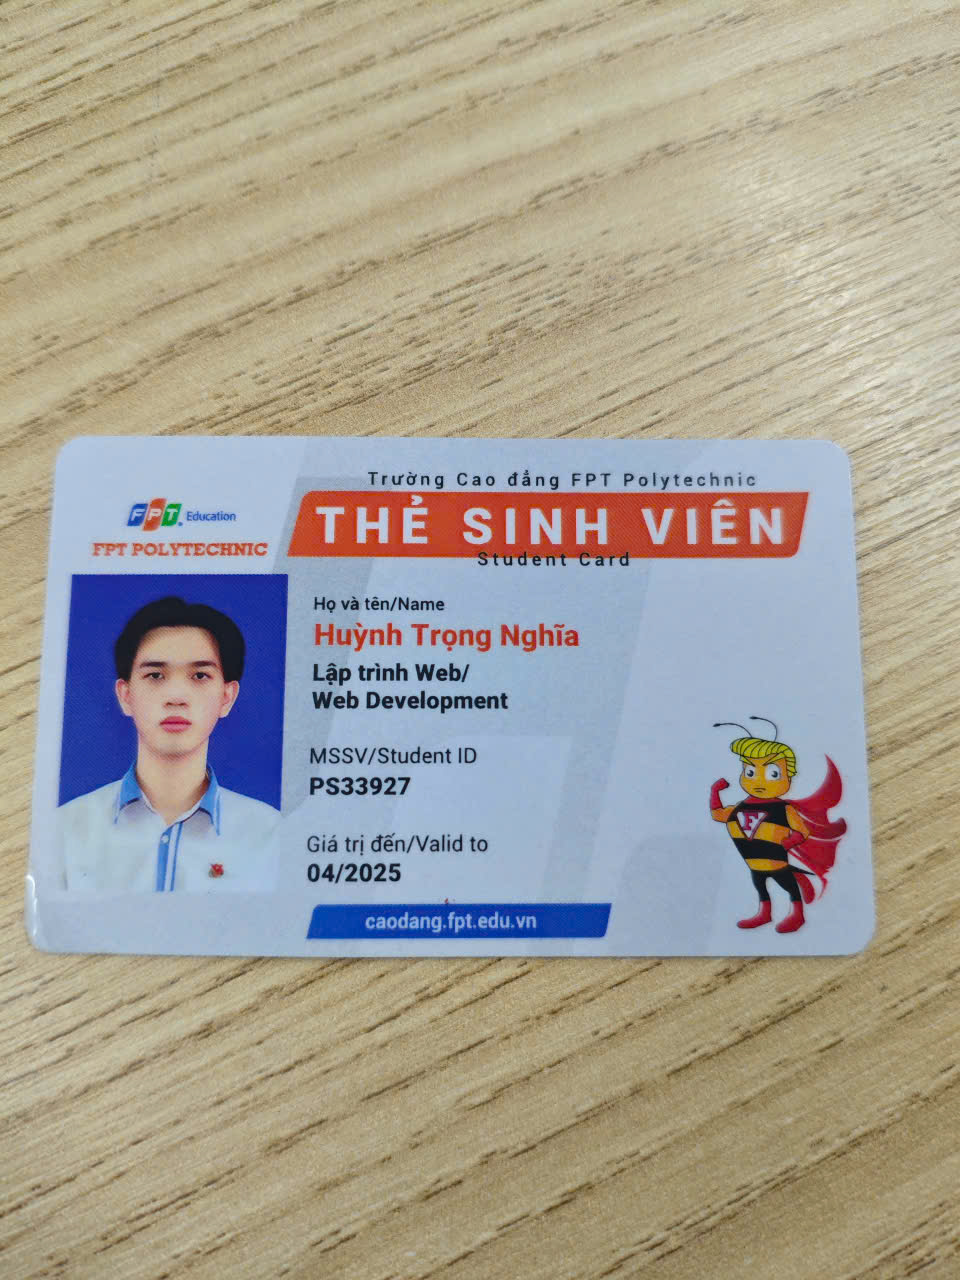 Trường Cao đẳng FPT Polytechnic
FPT Education
THẺ SINH VIÊN
FPT POLYTECHNIC
Student Card
Họ và tên/Name
Huỳnh Trọng Nghĩa
Lập trình Web/
Web Development
MSSV/Student ID
PS33927
Giá trị đến/Valid to
04/2025
caodang.fpt.edu.vn
F